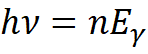 hν = nE_γ